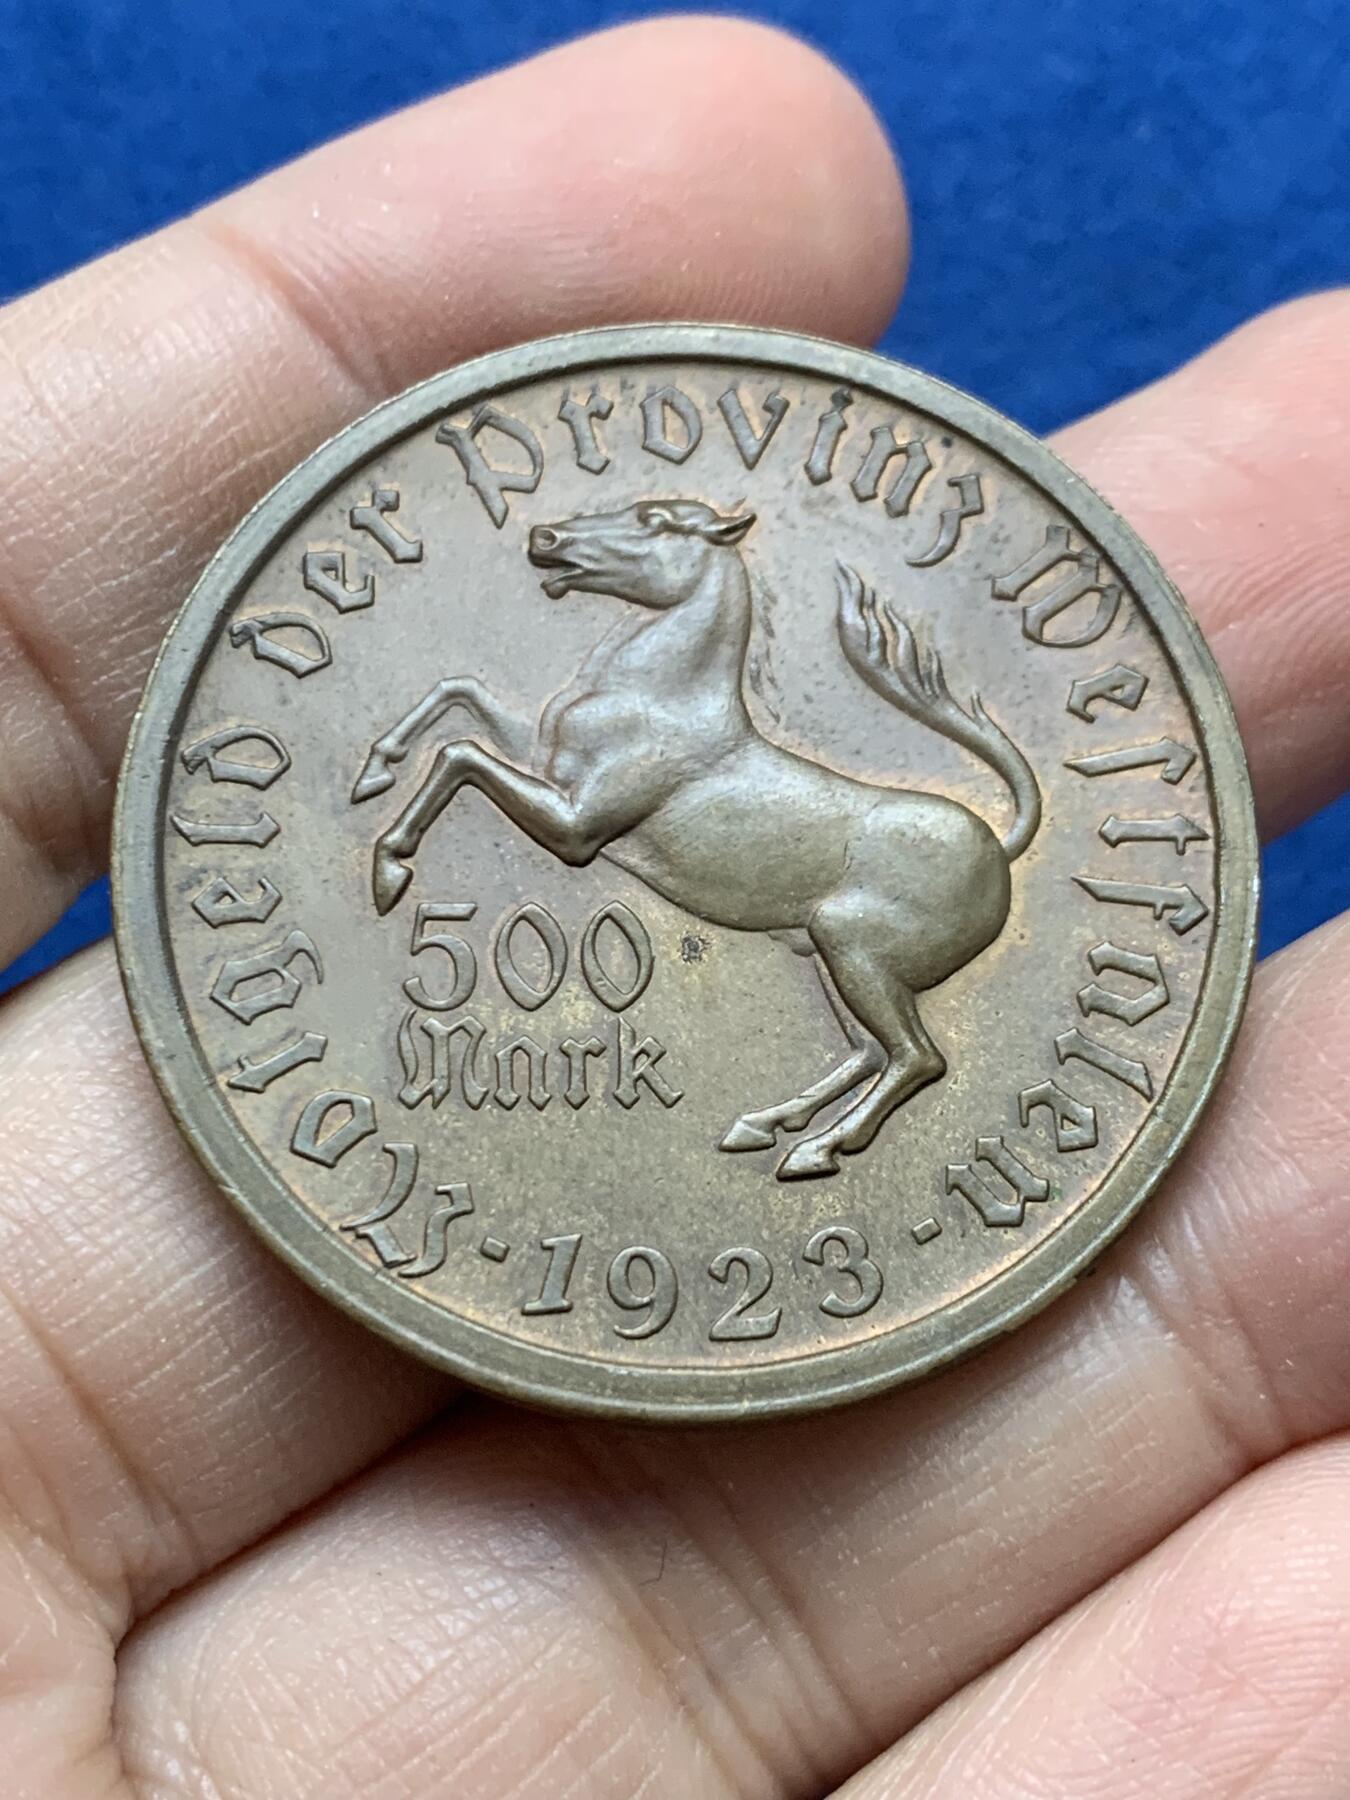 Notgeld der Provinz Westfalen
500
Mark
· 1923 ·